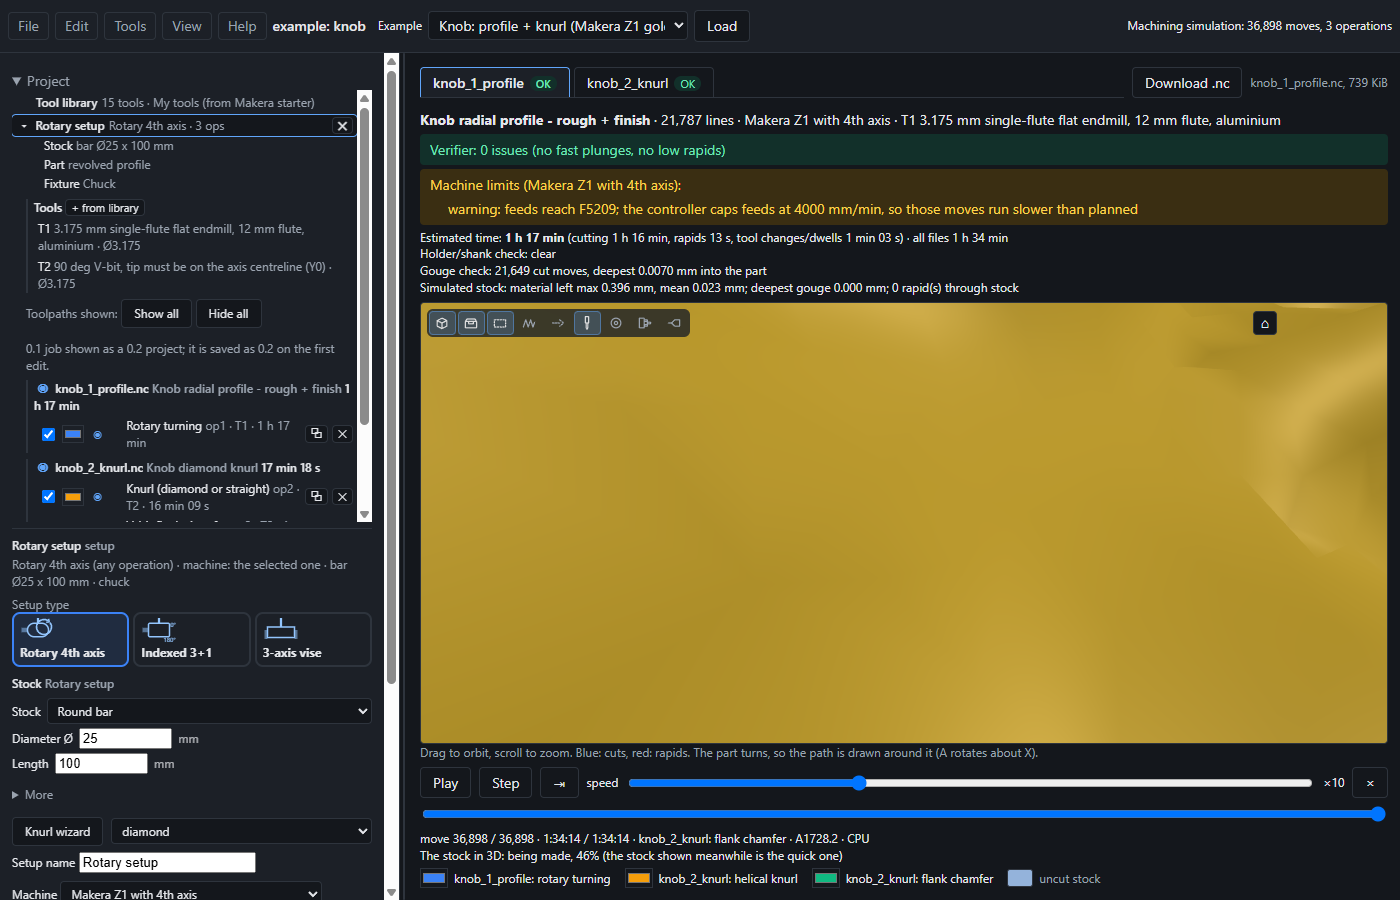 File Edit Tools View Help example: knob Example Knob: profile + knurl (Makera Z1 gol Load Machining simulation: 36,898 moves, 3 operations
▼ Project
Tool library 15 tools · My tools (from Makera starter)
Rotary setup Rotary 4th axis · 3 ops
Stock bar Ø25 x 100 mm
Part revolved profile
Fixture Chuck
Tools + from library
T1 3.175 mm single-flute flat endmill, 12 mm flute,
aluminium · Ø3.175
T2 90 deg V-bit, tip must be on the axis centreline (Y0) ·
Ø3.175
Toolpaths shown: Show all Hide all
0.1 job shown as a 0.2 project; it is saved as 0.2 on the first
edit.
knob_1_profile.nc Knob radial profile - rough + finish 1
h 17 min
Rotary turning op1 · T1 · 1 h 17
min
knob_2_knurl.nc Knob diamond knurl 17 min 18 s
Knurl (diamond or straight) op2 ·
T2 · 16 min 09 s
Rotary setup setup
Rotary 4th axis (any operation) · machine: the selected one · bar
Ø25 x 100 mm · chuck
Setup type
Rotary 4th axis Indexed 3+1 3-axis vise
Stock Rotary setup
Stock Round bar
Diameter Ø 25 mm
Length 100 mm
▶ More
Knurl wizard diamond
Setup name Rotary setup
Machine Makera Z1 with 4th axis
knob_1_profile OK knob_2_knurl OK Download .nc knob_1_profile.nc, 739 KiB
Knob radial profile - rough + finish · 21,787 lines · Makera Z1 with 4th axis · T1 3.175 mm single-flute flat endmill, 12 mm flute, aluminium
Verifier: 0 issues (no fast plunges, no low rapids)
Machine limits (Makera Z1 with 4th axis):
warning: feeds reach F5209; the controller caps feeds at 4000 mm/min, so those moves run slower than planned
Estimated time: 1 h 17 min (cutting 1 h 16 min, rapids 13 s, tool changes/dwells 1 min 03 s) · all files 1 h 34 min
Holder/shank check: clear
Gouge check: 21,649 cut moves, deepest 0.0070 mm into the part
Simulated stock: material left max 0.396 mm, mean 0.023 mm; deepest gouge 0.000 mm; 0 rapid(s) through stock
Drag to orbit, scroll to zoom. Blue: cuts, red: rapids. The part turns, so the path is drawn around it (A rotates about X).
Play Step ⇥ speed ×10 ×
move 36,898 / 36,898 · 1:34:14 / 1:34:14 · knob_2_knurl: flank chamfer · A1728.2 · CPU
The stock in 3D: being made, 46% (the stock shown meanwhile is the quick one)
knob_1_profile: rotary turning knob_2_knurl: helical knurl knob_2_knurl: flank chamfer uncut stock